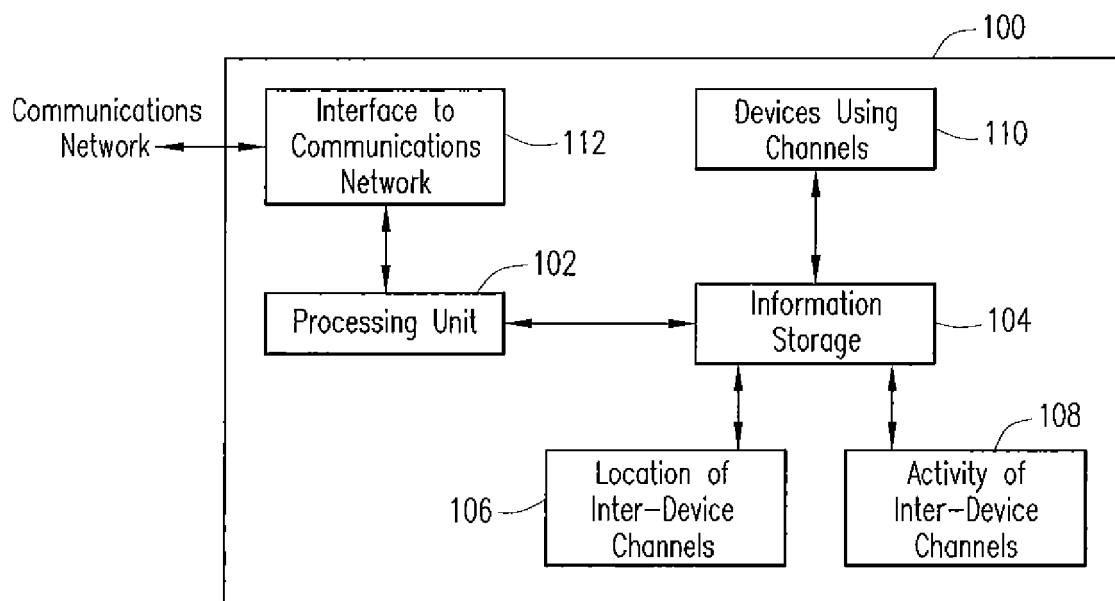 100
Communications
Network
Interface to
Communications
Network
112
Devices Using
Channels
110
102
Processing Unit
Information
Storage
104
108
106
Location of
Inter-Device
Channels
Activity of
Inter-Device
Channels